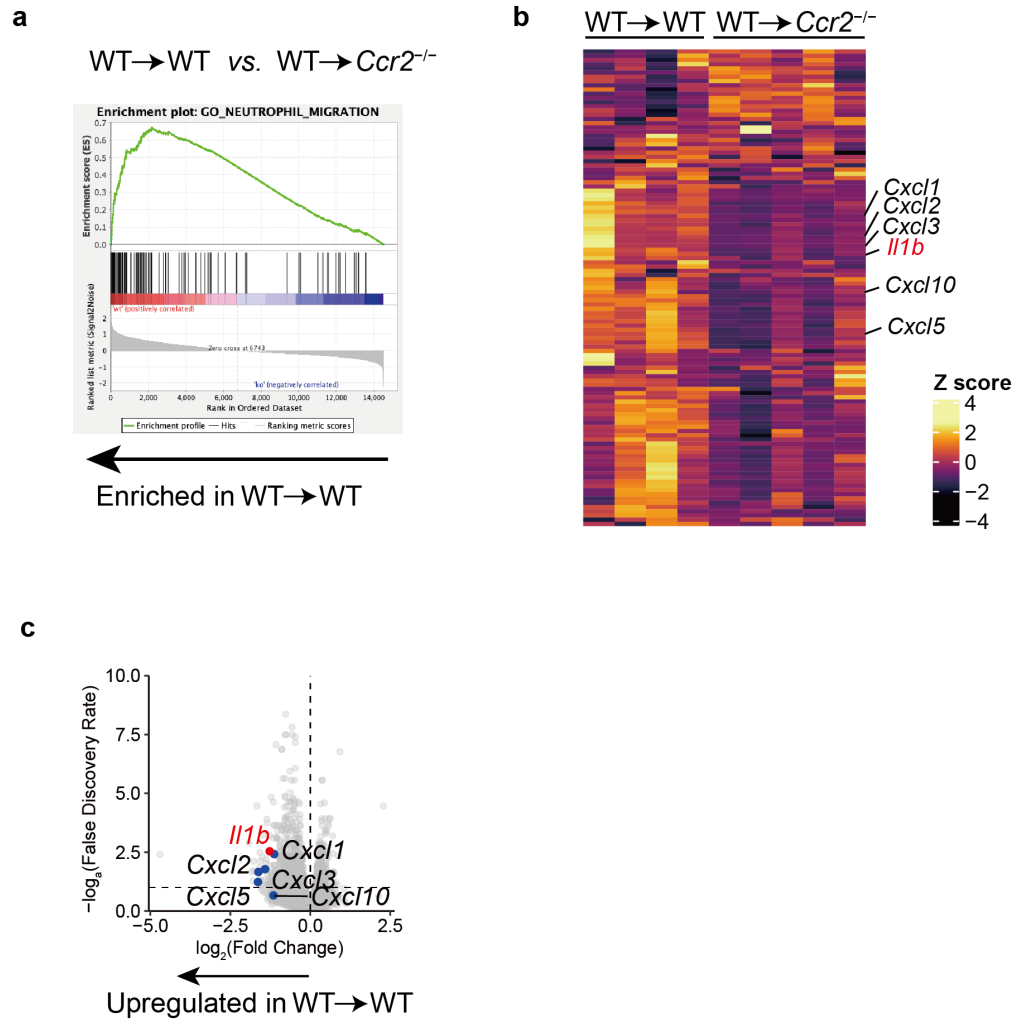 a
WT→WT vs. WT→Ccr2−/−
Enrichment plot: GO_NEUTROPHIL_MIGRATION
Enrichment score (ES)
0.7
0.6
0.5
0.4
0.3
0.2
0.1
0.0
'wt' (positively correlated)
Ranked list metric (Signal2Noise)
2
1
0
-1
-2
Zero cross at 6743
'ko' (negatively correlated)
0 2,000 4,000 6,000 8,000 10,000 12,000 14,000
Rank in Ordered Dataset
Enrichment profile Hits Ranking metric scores
Enriched in WT→WT
b
WT→WT WT→Ccr2−/−
Cxcl1
Cxcl2
Cxcl3
Il1b
Cxcl10
Cxcl5
Z score
4
2
0
−2
−4
c
−loga(False Discovery Rate)
10.0
7.5
5.0
2.5
0.0
Il1b
Cxcl1
Cxcl2
Cxcl3
Cxcl5
Cxcl10
−5.0 −2.5 0.0 2.5
log2(Fold Change)
Upregulated in WT→WT